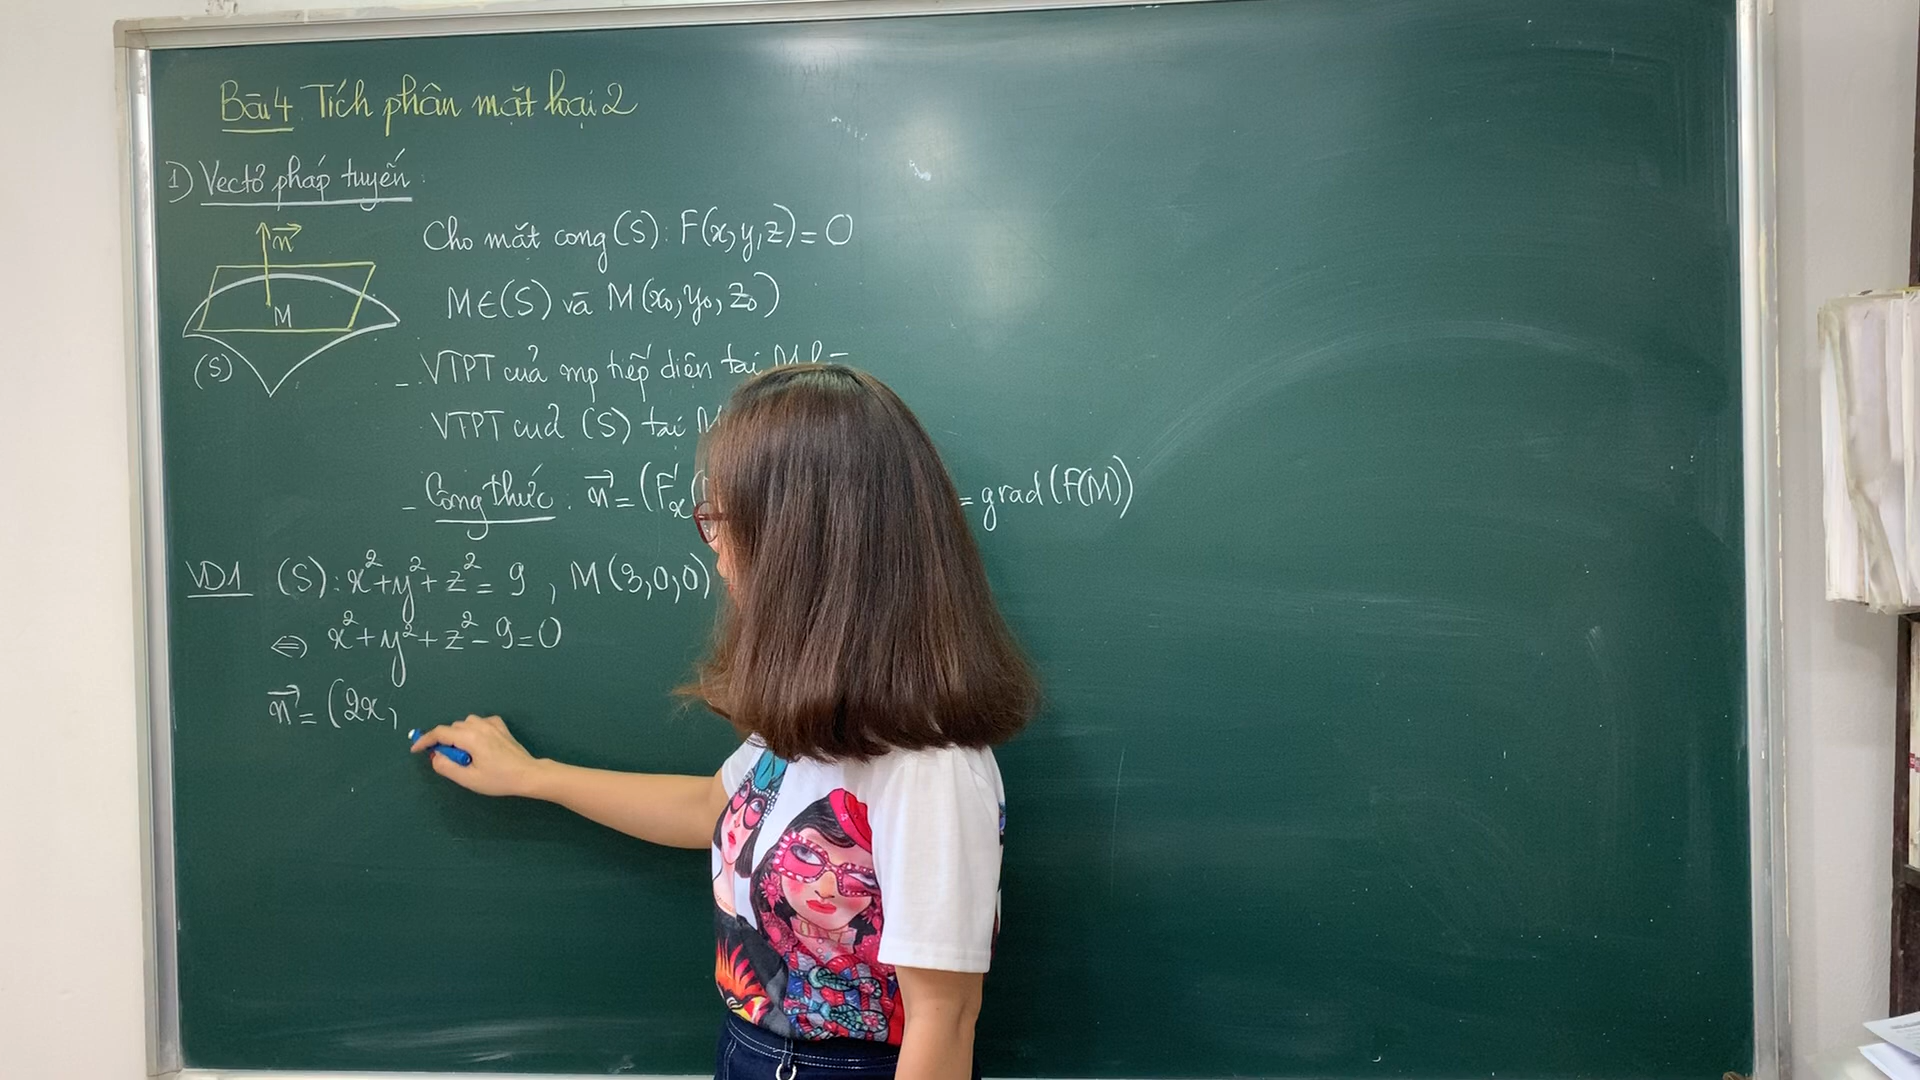 Bài 4. Tích phân mặt loại 2
1) Vectơ pháp tuyến:
n⃗
M
(S)
Cho mặt cong (S): F(x,y,z)=0
M∈(S) và M(x₀,y₀,z₀)
- VTPT của mp tiếp diện tại M
VTPT của (S) tại M
- Công thức. n⃗=(F'ₓ( = grad(F(M))
VD1 (S): x²+y²+z²=9, M(3,0,0)
⇔ x²+y²+z²-9=0
n⃗=(2x,